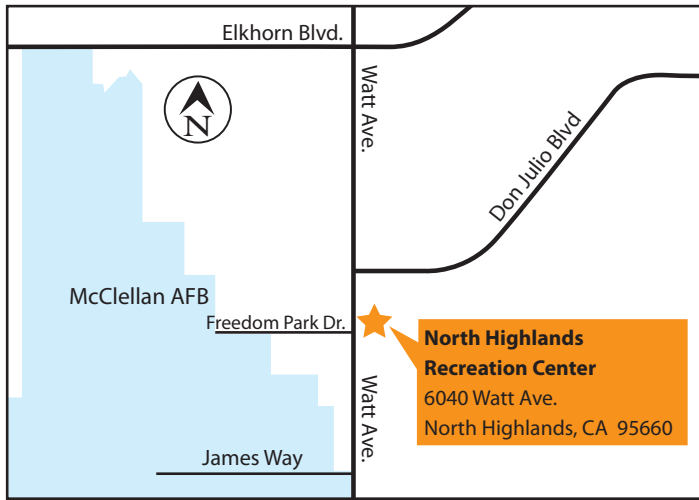 Elkhorn Blvd.
Watt Ave.
N
Don Julio Blvd
McClellan AFB
Freedom Park Dr.
North Highlands
Recreation Center
6040 Watt Ave.
North Highlands, CA 95660
Watt Ave.
James Way